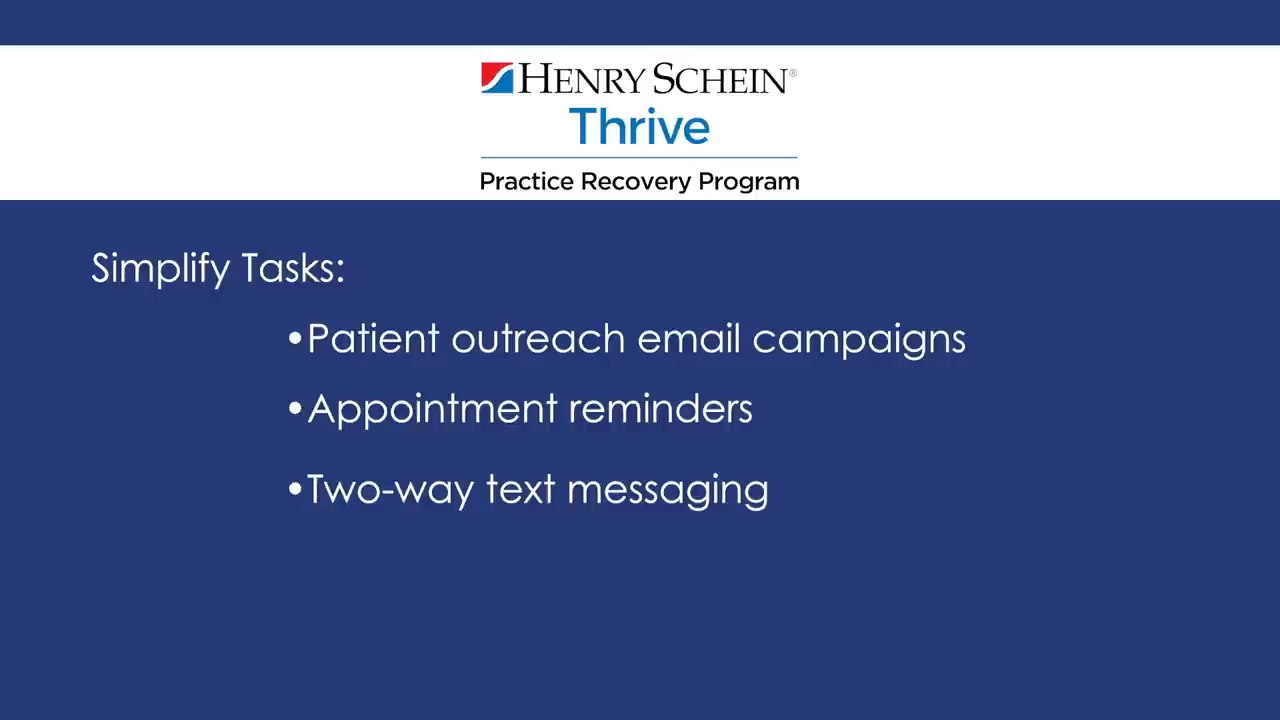 HENRY SCHEIN®
Thrive
Practice Recovery Program
Simplify Tasks:
•Patient outreach email campaigns
•Appointment reminders
•Two-way text messaging